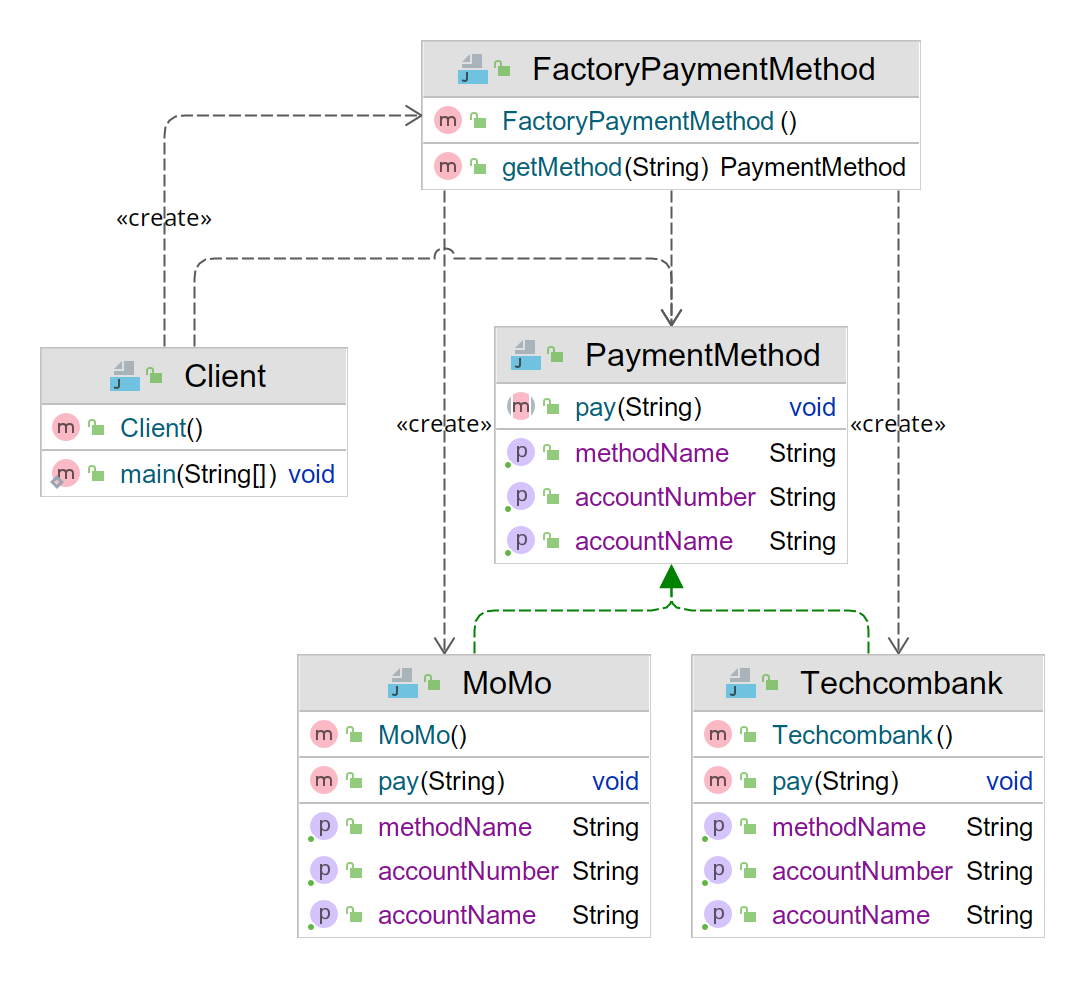 FactoryPaymentMethod
FactoryPaymentMethod()
getMethod(String) PaymentMethod
«create»
Client
Client()
main(String[]) void
PaymentMethod
pay(String) void
methodName String
accountNumber String
accountName String
«create»
«create»
MoMo
MoMo()
pay(String) void
methodName String
accountNumber String
accountName String
Techcombank
Techcombank()
pay(String) void
methodName String
accountNumber String
accountName String